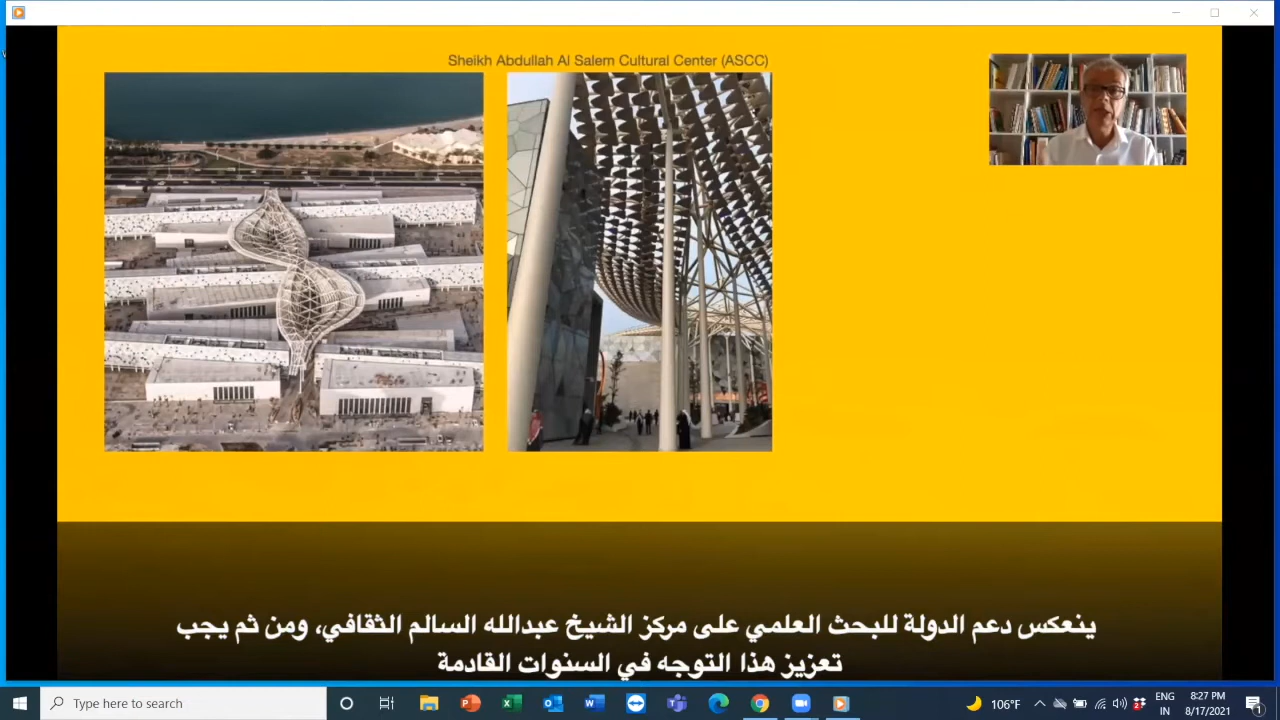 Sheikh Abdullah Al Salem Cultural Center (ASCC)
ينعكس دعم الدولة للبحث العلمي على مركز الشيخ عبدالله السالم الثقافي، ومن ثم يجب
تعزيز هذا التوجه في السنوات القادمة
Type here to search
106°F
ENG
IN
8:27 PM
8/17/2021
1